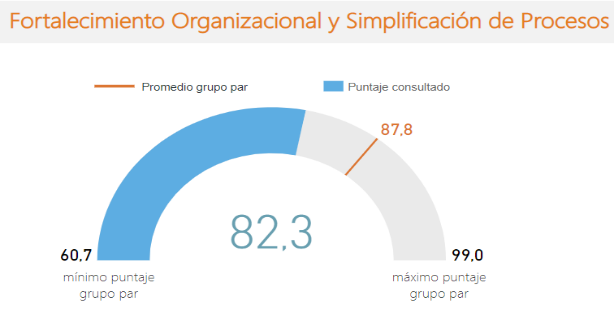 Fortalecimiento Organizacional y Simplificación de Procesos
Promedio grupo par
Puntaje consultado
87,8
82,3
60,7
mínimo puntaje
grupo par
99,0
máximo puntaje
grupo par